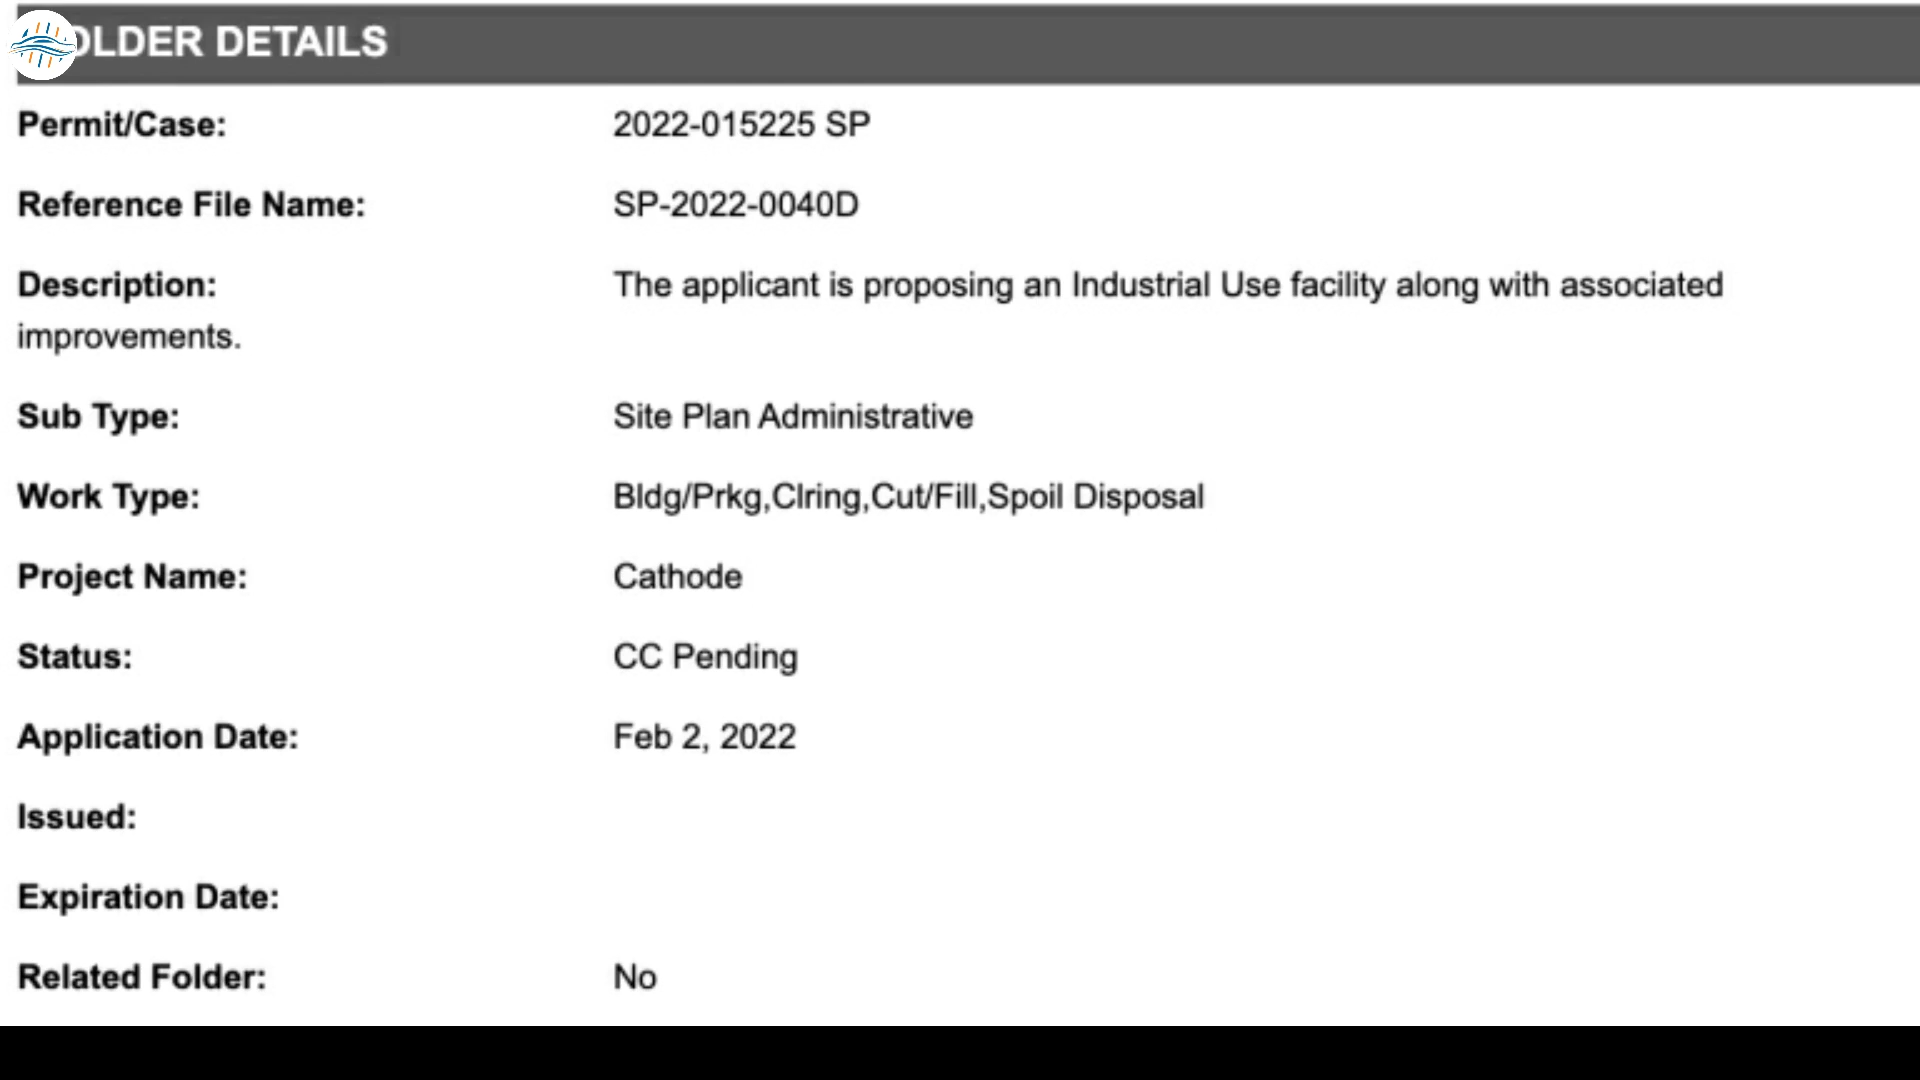 OLDER DETAILS
Permit/Case: 2022-015225 SP
Reference File Name: SP-2022-0040D
Description: The applicant is proposing an Industrial Use facility along with associated
improvements.
Sub Type: Site Plan Administrative
Work Type: Bldg/Prkg,Clring,Cut/Fill,Spoil Disposal
Project Name: Cathode
Status: CC Pending
Application Date: Feb 2, 2022
Issued:
Expiration Date:
Related Folder: No